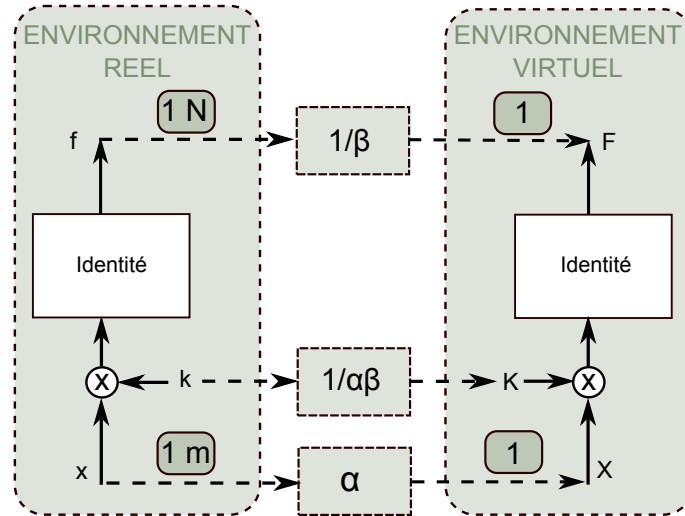 ENVIRONNEMENT
REEL
ENVIRONNEMENT
VIRTUEL
1 N
1
f
1/β
F
Identité
Identité
X
k
1/αβ
K
X
1 m
1
x
α
X